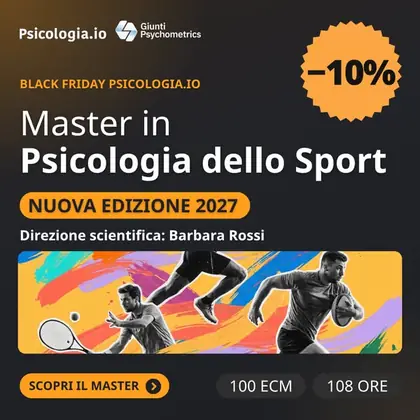 Psicologia.io
Giunti
Psychometrics
−10%
BLACK FRIDAY PSICOLOGIA.IO
Master in
Psicologia dello Sport
NUOVA EDIZIONE 2027
Direzione scientifica: Barbara Rossi
SCOPRI IL MASTER
100 ECM
108 ORE